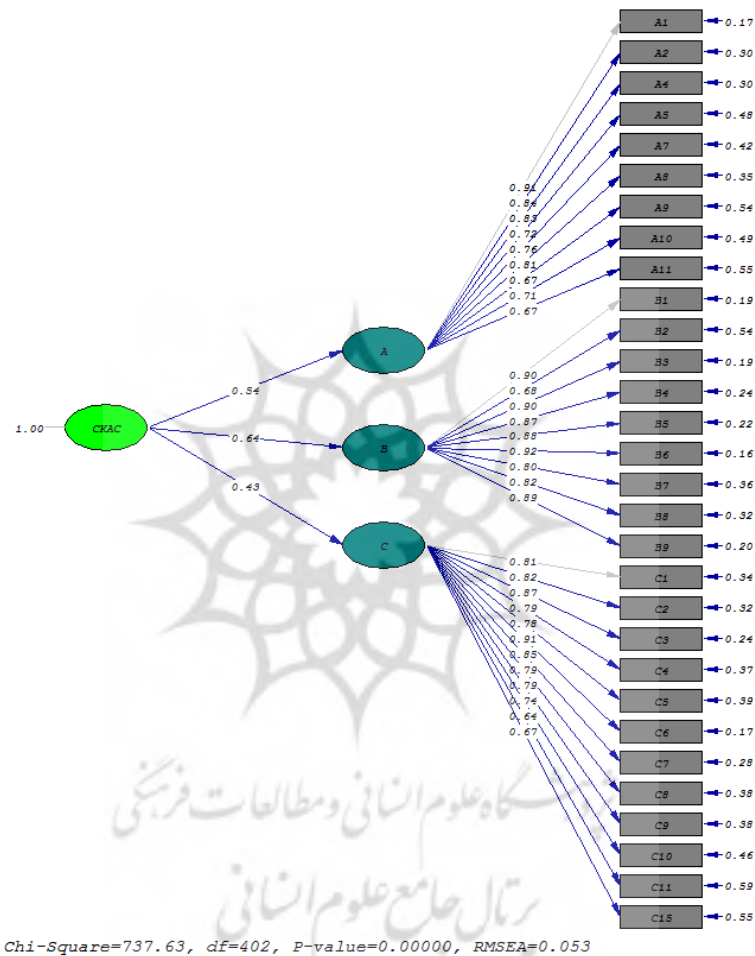 A1 0.17
A2 0.30
A4 0.30
A5 0.48
A7 0.42
A8 0.35
A9 0.54
A10 0.49
A11 0.55
B1 0.19
B2 0.54
B3 0.19
B4 0.24
B5 0.22
B6 0.16
B7 0.36
B8 0.32
B9 0.20
C1 0.34
C2 0.32
C3 0.24
C4 0.37
C5 0.39
C6 0.17
C7 0.28
C8 0.38
C9 0.38
C10 0.46
C11 0.59
C15 0.55
0.91
0.84
0.83
0.72
0.76
0.81
0.67
0.71
0.67
A
0.90
0.68
0.90
0.87
0.88
0.92
0.80
0.82
0.89
B
0.81
0.82
0.87
0.79
0.78
0.91
0.85
0.79
0.79
0.74
0.64
0.67
C
0.54
0.64
0.43
1.00 CKAC
پژوهشگاه علوم انسانی و مطالعات فرهنگی
پرتال جامع علوم انسانی
Chi-Square=737.63, df=402, P-value=0.00000, RMSEA=0.053